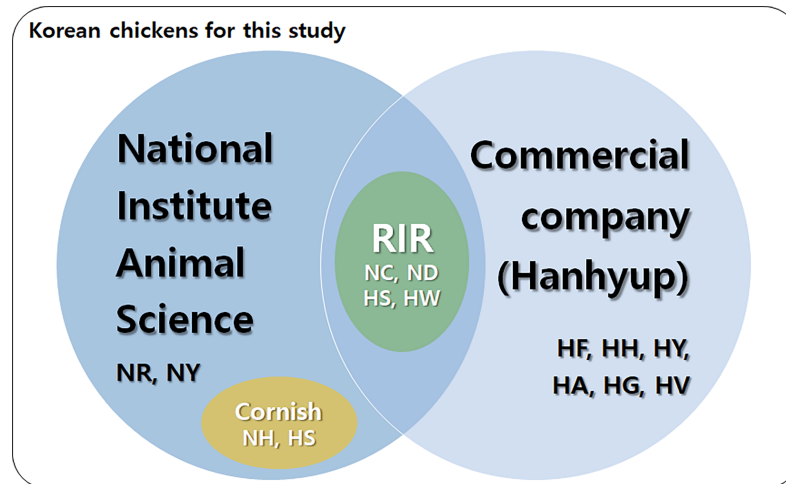 Korean chickens for this study
National
Institute
Animal
Science
NR, NY
Cornish
NH, HS
RIR
NC, ND
HS, HW
Commercial
company
(Hanhyup)
HF, HH, HY,
HA, HG, HV